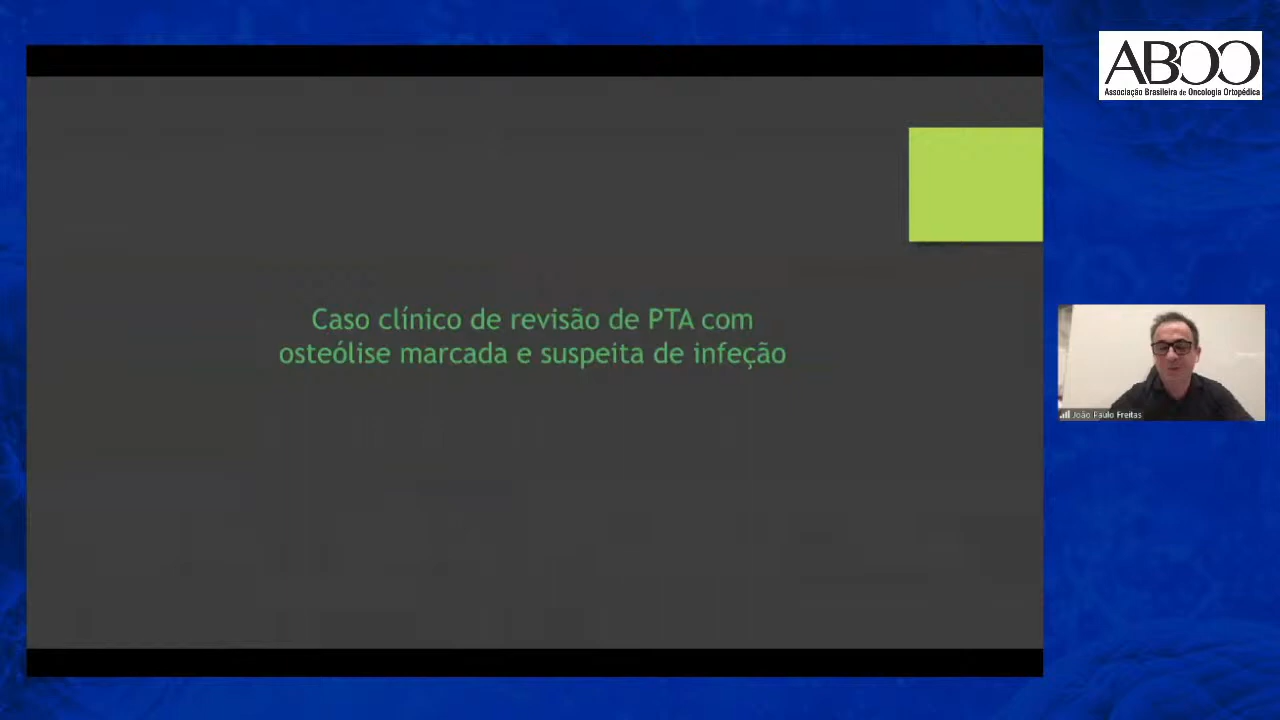 ABOO
Associação Brasileira de Oncologia Ortopédica
Caso clínico de revisão de PTA com
osteólise marcada e suspeita de infeção
João Paulo Freitas